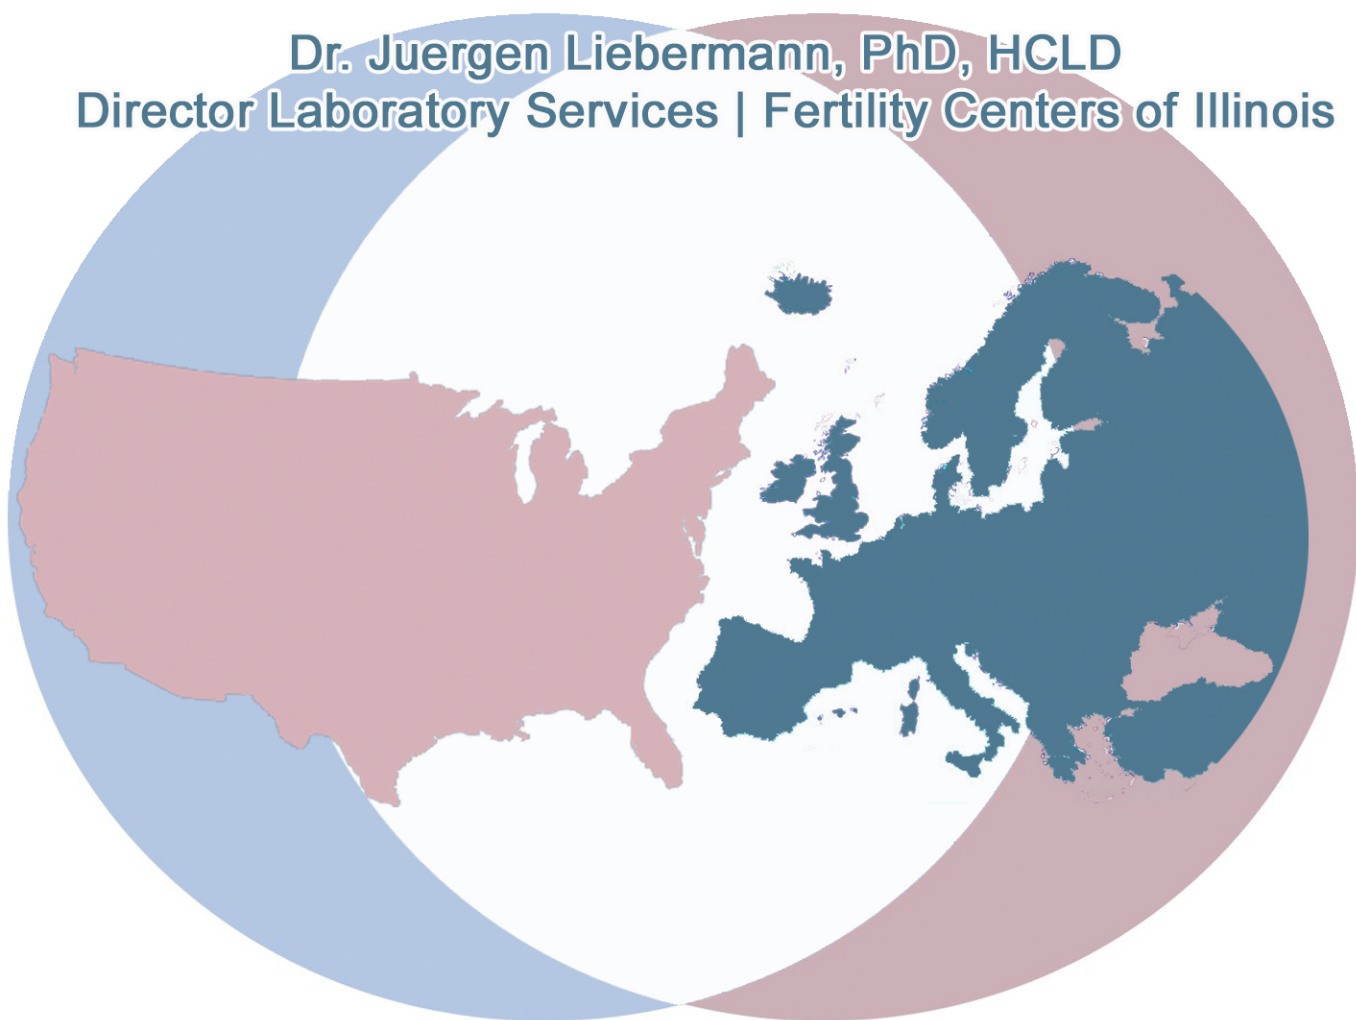 Dr. Juergen Liebermann, PhD, HCLD
Director Laboratory Services | Fertility Centers of Illinois